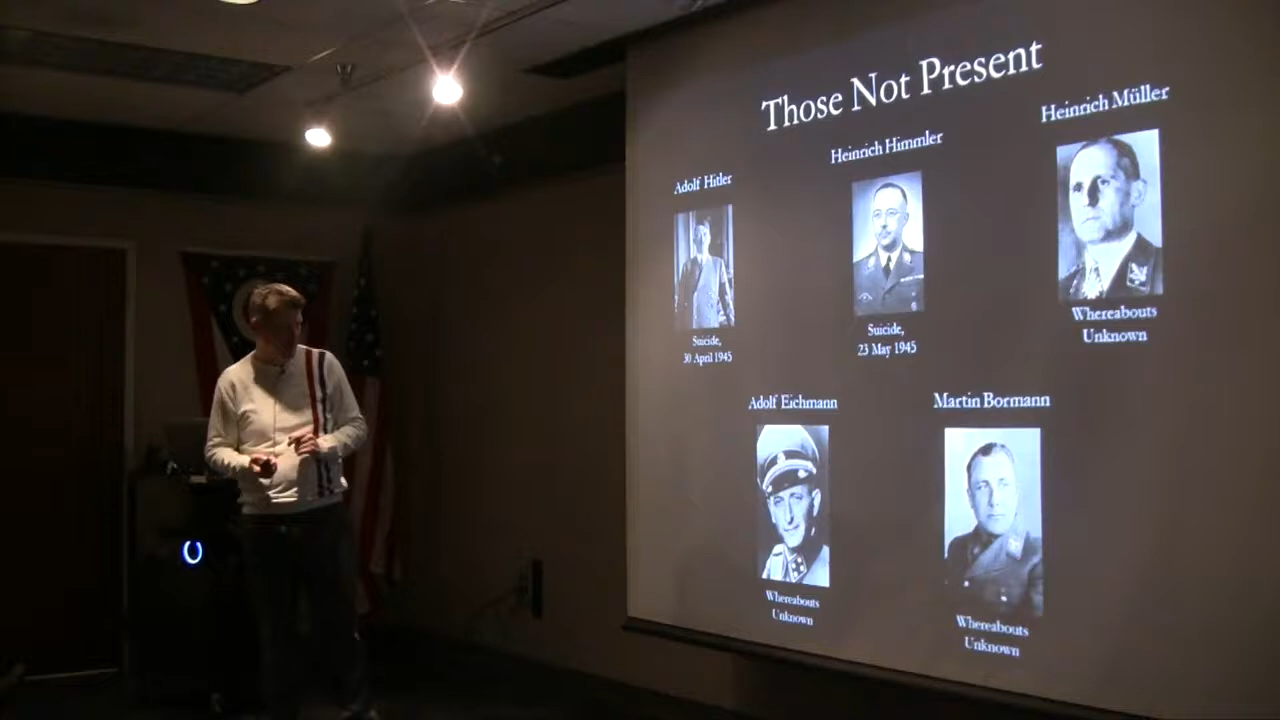 Those Not Present
Adolf Hitler
Suicide,
30 April 1945
Heinrich Himmler
Suicide,
23 May 1945
Heinrich Müller
Whereabouts
Unknown
Adolf Eichmann
Whereabouts
Unknown
Martin Bormann
Whereabouts
Unknown